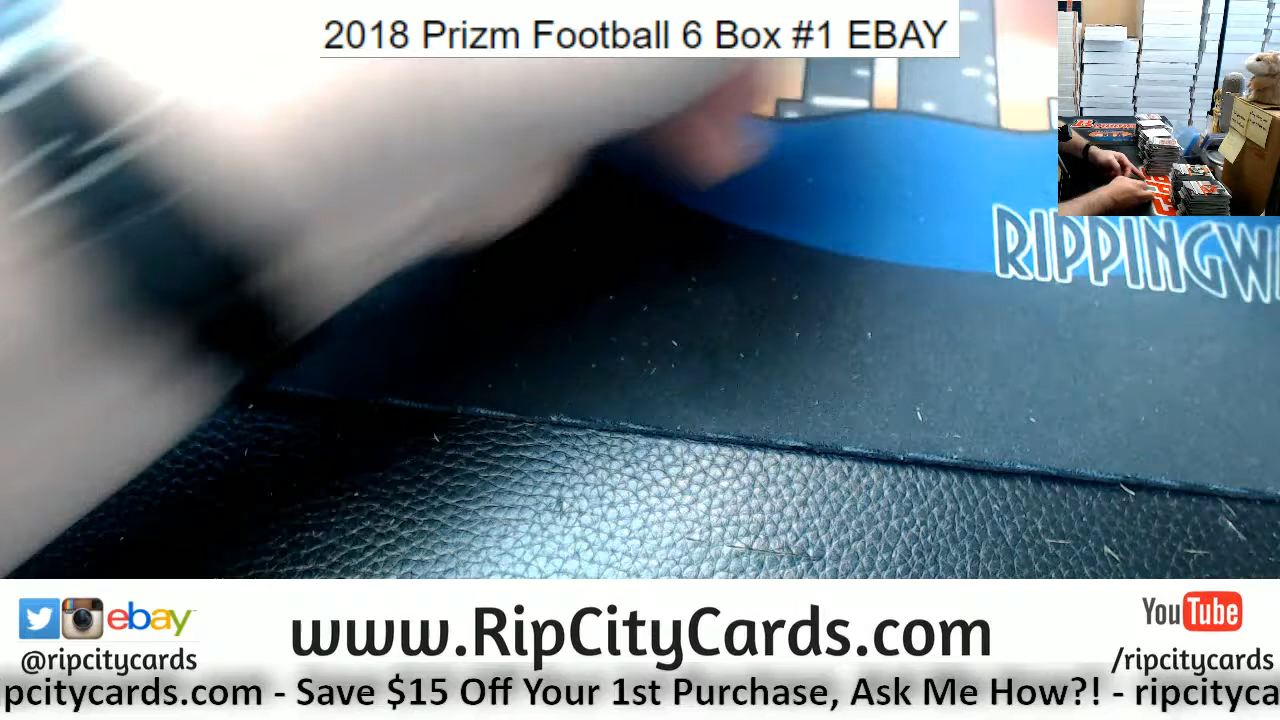 2018 Prizm Football 6 Box #1 EBAY
RIPPINGW
ebay
www.RipCityCards.com
YouTube
@ripcitycards
/ripcitycards
ipcitycards.com - Save $15 Off Your 1st Purchase, Ask Me How?! - ripcityca